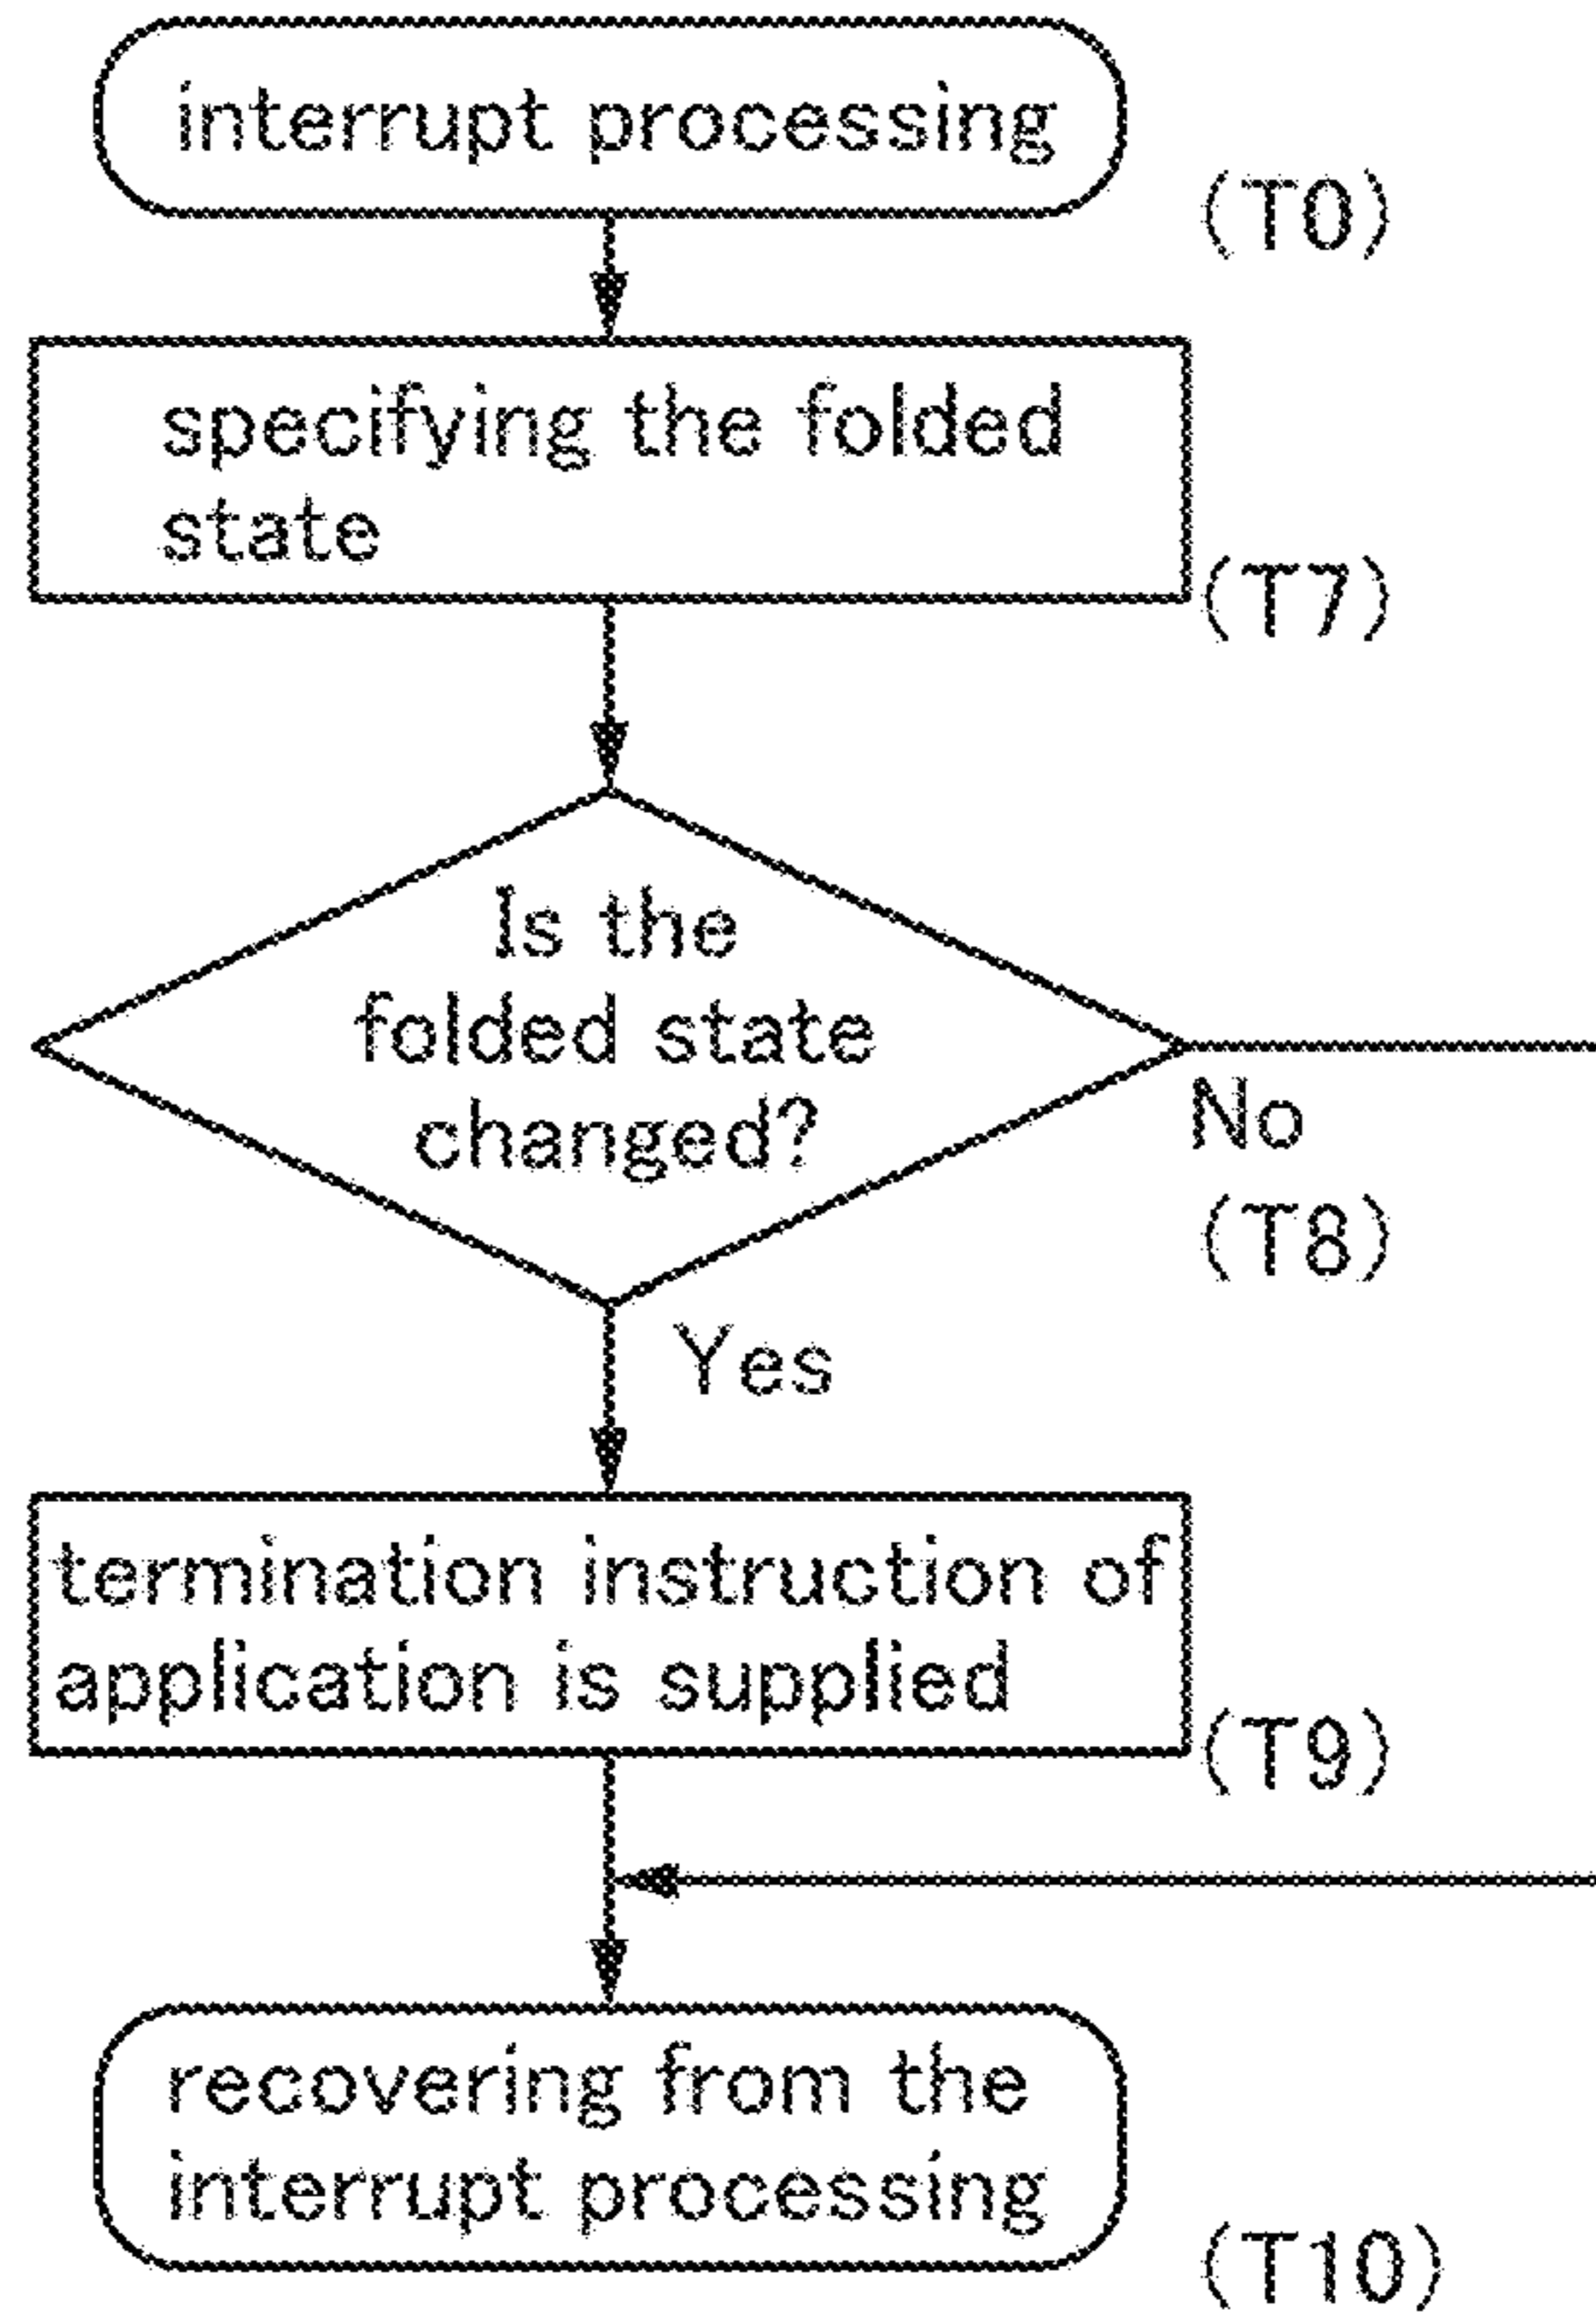 interrupt processing
(T0)
specifying the folded
state
(T7)
Is the
folded state
changed?
No
(T8)
Yes
termination instruction of
application is supplied
(T9)
recovering from the
interrupt processing
(T10)